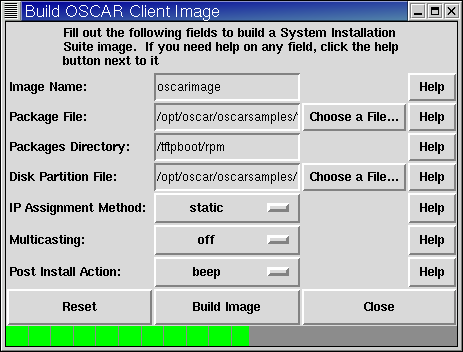 Build OSCAR Client Image
Fill out the following fields to build a System Installation
Suite image. If you need help on any field, click the help
button next to it
Image Name: oscarimage Help
Package File: /opt/oscar/oscarsamples/ Choose a File... Help
Packages Directory: /tftpboot/rpm Help
Disk Partition File: /opt/oscar/oscarsamples/ Choose a File... Help
IP Assignment Method: static Help
Multicasting: off Help
Post Install Action: beep Help
Reset Build Image Close